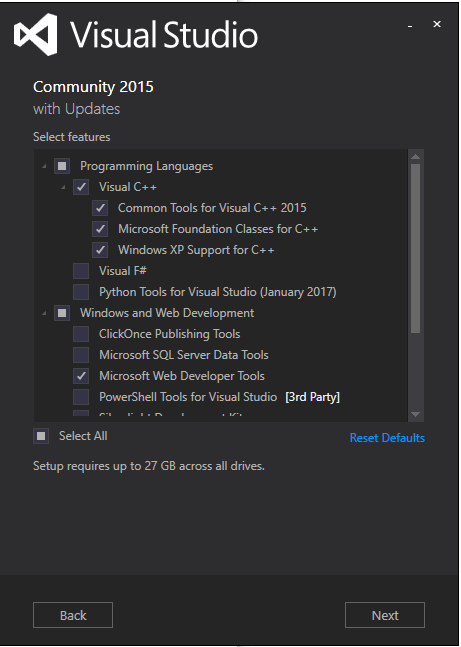 Visual Studio
Community 2015
with Updates
Select features
Programming Languages
Visual C++
Common Tools for Visual C++ 2015
Microsoft Foundation Classes for C++
Windows XP Support for C++
Visual F#
Python Tools for Visual Studio (January 2017)
Windows and Web Development
ClickOnce Publishing Tools
Microsoft SQL Server Data Tools
Microsoft Web Developer Tools
PowerShell Tools for Visual Studio [3rd Party]
Select All
Reset Defaults
Setup requires up to 27 GB across all drives.
Back
Next